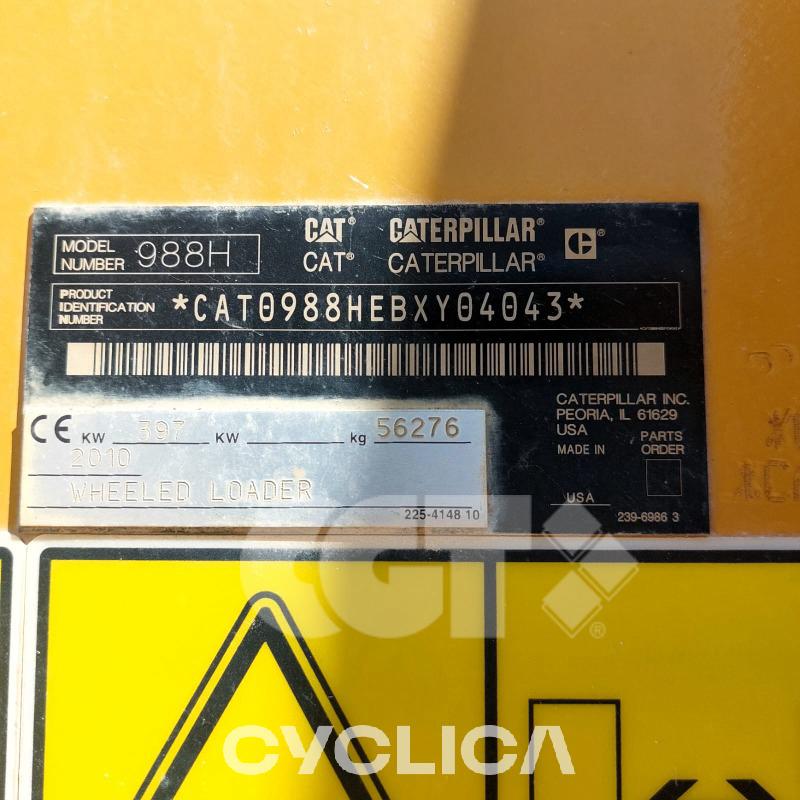 CAT® CATERPILLAR®
MODEL NUMBER 988H
CAT® CATERPILLAR®
PRODUCT IDENTIFICATION NUMBER
*CAT0988HEBXY04043*
CATERPILLAR INC.
PEORIA, IL 61629
USA
MADE IN
PARTS ORDER
USA
239-6986 3
CE KW 397 KW kg 56276
2010
WHEELED LOADER
225-4148 10
CGT®
CYCLICA